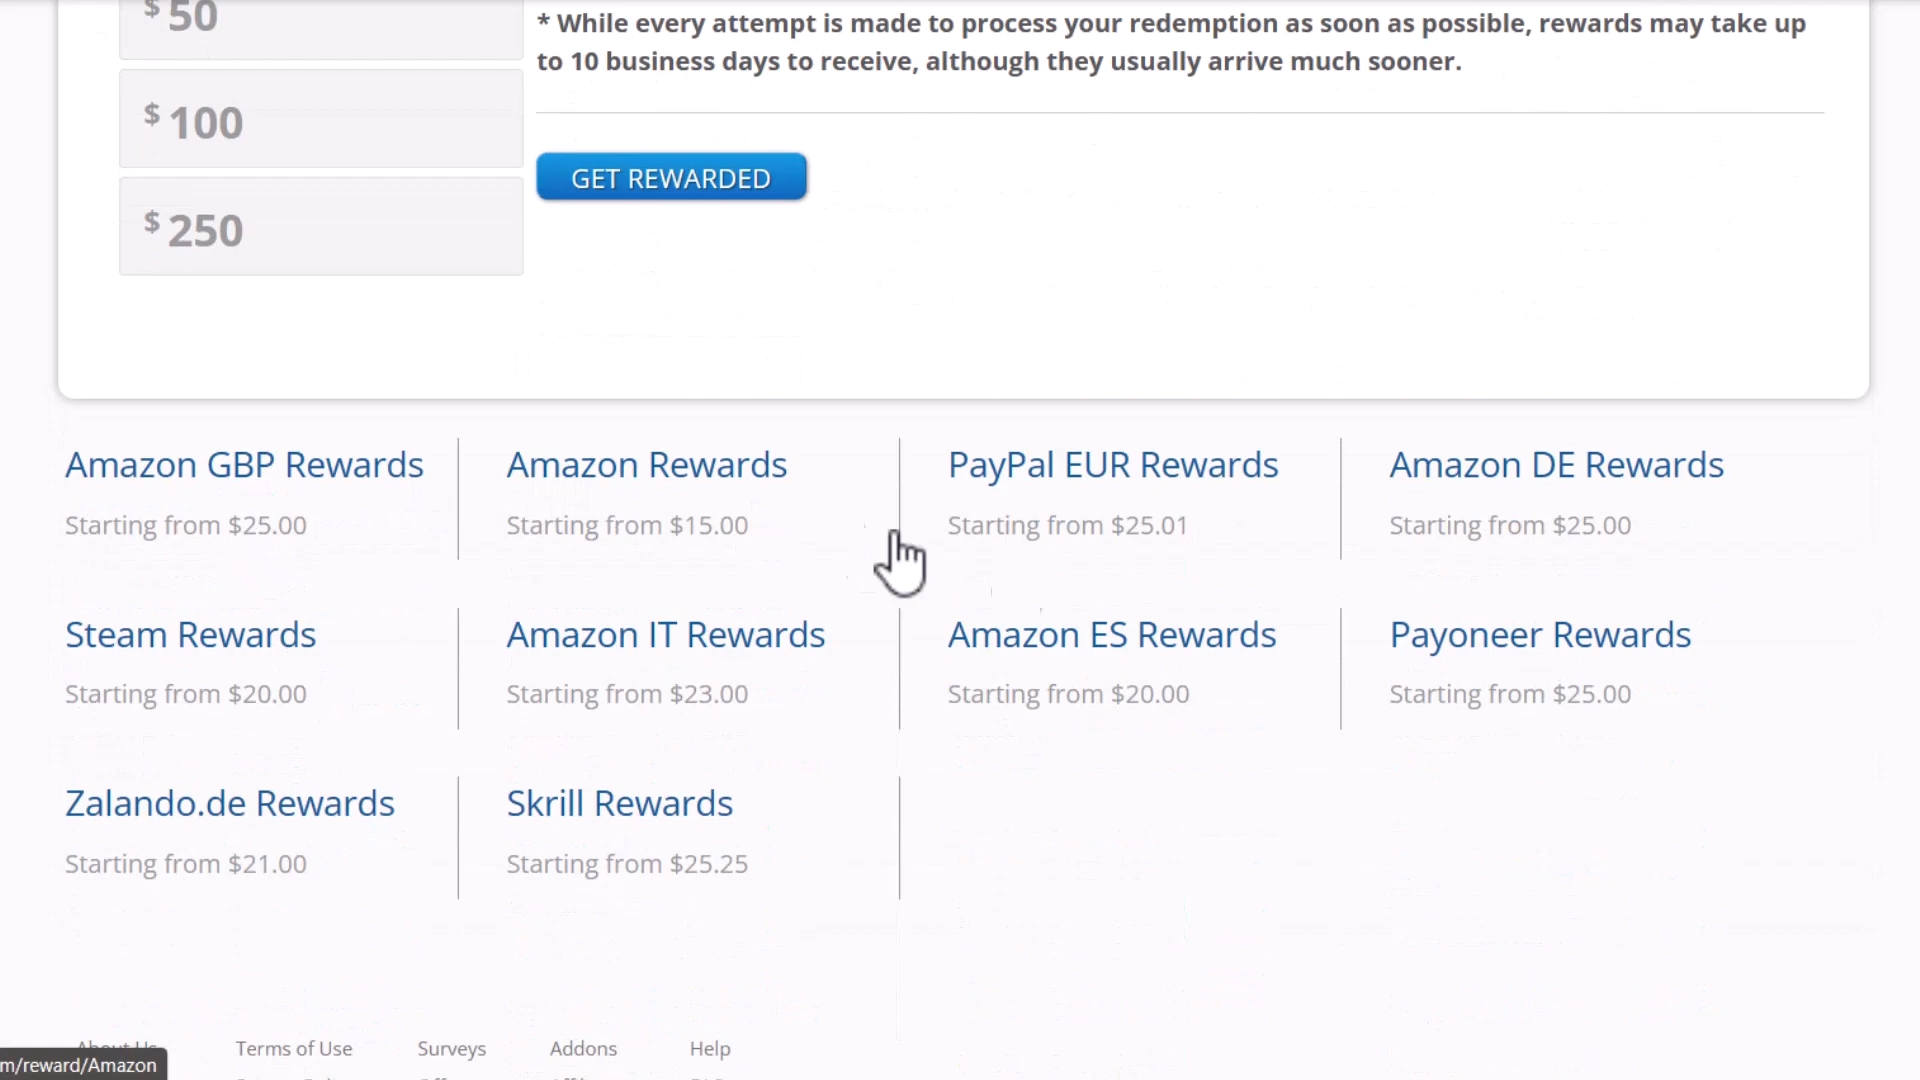 $ 50
* While every attempt is made to process your redemption as soon as possible, rewards may take up
to 10 business days to receive, although they usually arrive much sooner.
$ 100
GET REWARDED
$ 250
Amazon GBP Rewards
Starting from $25.00
Amazon Rewards
Starting from $15.00
PayPal EUR Rewards
Starting from $25.01
Amazon DE Rewards
Starting from $25.00
Steam Rewards
Starting from $20.00
Amazon IT Rewards
Starting from $23.00
Amazon ES Rewards
Starting from $20.00
Payoneer Rewards
Starting from $25.00
Zalando.de Rewards
Starting from $21.00
Skrill Rewards
Starting from $25.25
About Us
Terms of Use
Surveys
Addons
Help
m/reward/Amazon